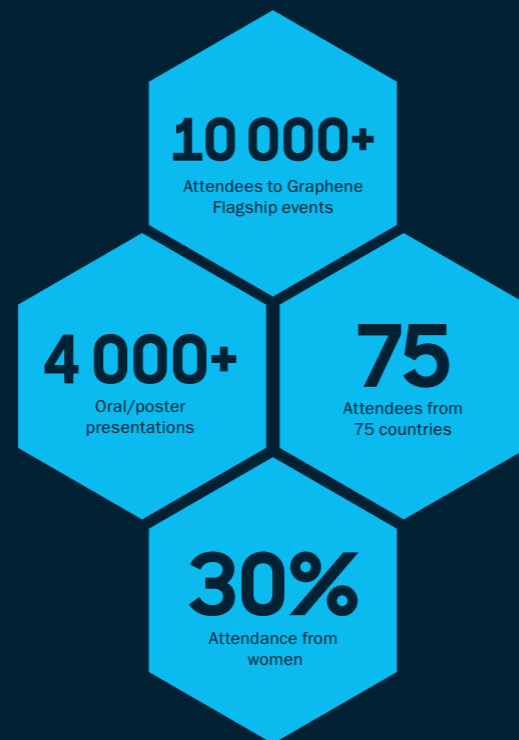 10 000+
Attendees to Graphene
Flagship events
4 000+
Oral/poster
presentations
75
Attendees from
75 countries
30%
Attendance from
women